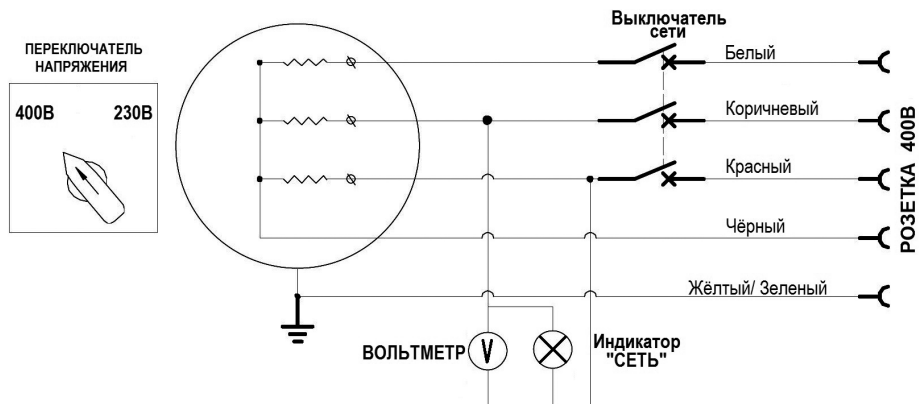 Выключатель
сети
ПЕРЕКЛЮЧАТЕЛЬ
НАПРЯЖЕНИЯ
400В 230В
Белый
Коричневый
Красный
Чёрный
Жёлтый/ Зеленый
РОЗЕТКА 400В
ВОЛЬТМЕТР
V
Индикатор
"СЕТЬ"